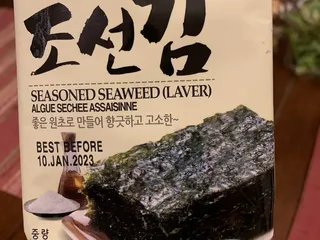 조선김
SEASONED SEAWEED (LAVER)
ALGUE SECHEE ASSAISINNE
좋은 원초로 만들어 향긋하고 고소한~
BEST BEFORE
10.JAN.2023
중량